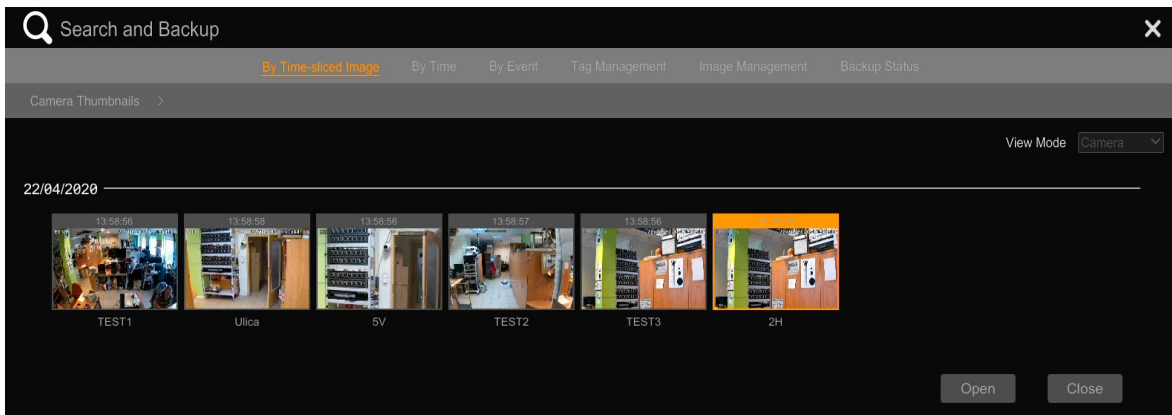 Search and Backup
By Time-sliced Image By Time By Event Tag Management Image Management Backup Status
Camera Thumbnails >
View Mode Camera
22/04/2020
13:58:56 13:58:58 13:58:56 13:58:57 13:58:56
TEST1 Ulica 5V TEST2 TEST3 2H
Open Close